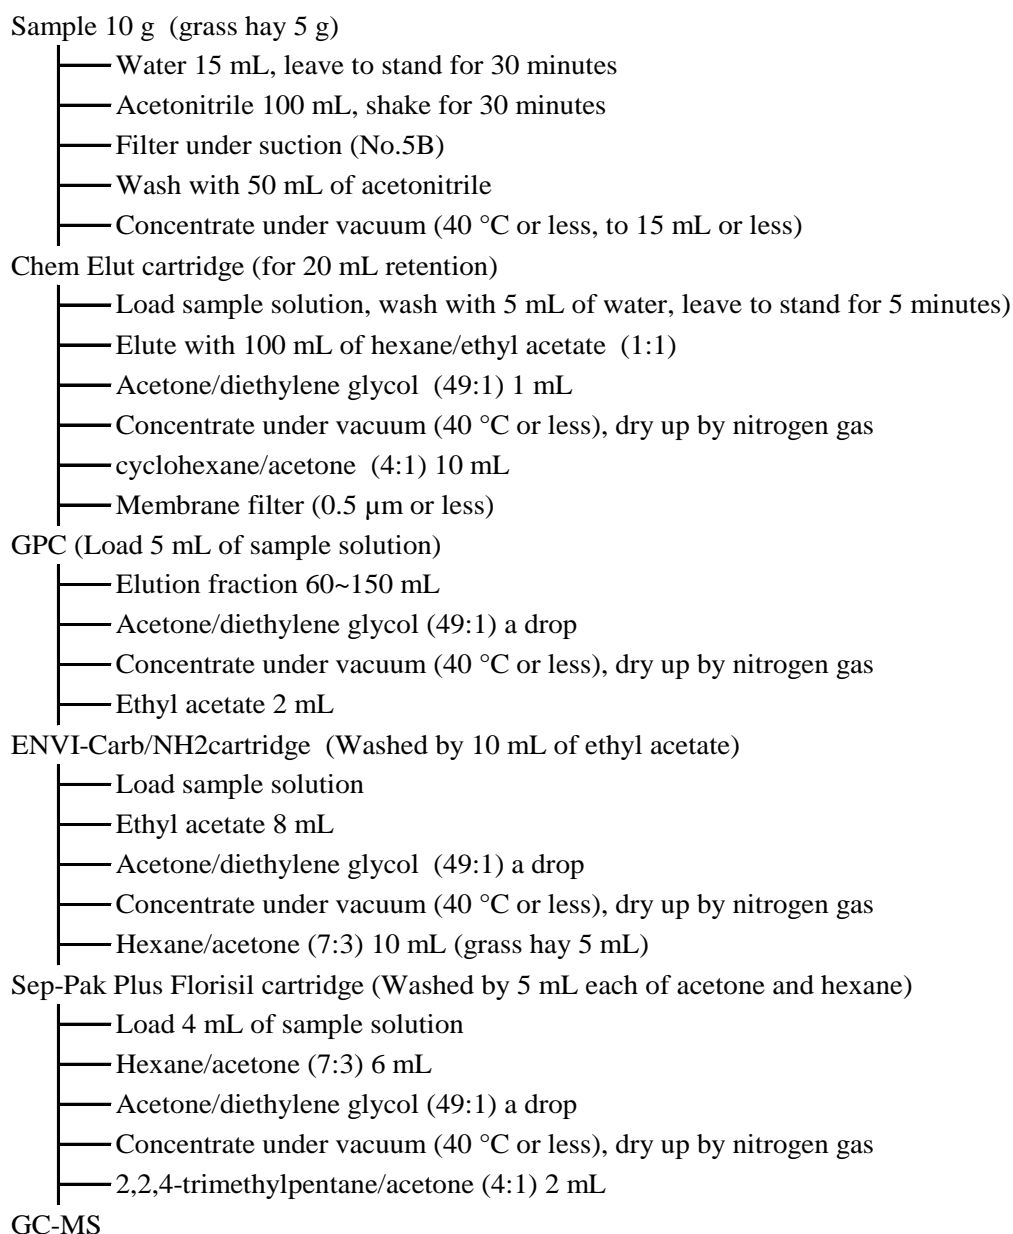 Sample 10 g  (grass hay 5 g)
Water 15 mL, leave to stand for 30 minutes
Acetonitrile 100 mL, shake for 30 minutes
Filter under suction (No.5B)
Wash with 50 mL of acetonitrile
Concentrate under vacuum (40 °C or less, to 15 mL or less)
Chem Elut cartridge (for 20 mL retention)
Load sample solution, wash with 5 mL of water, leave to stand for 5 minutes)
Elute with 100 mL of hexane/ethyl acetate  (1:1)
Acetone/diethylene glycol  (49:1) 1 mL
Concentrate under vacuum (40 °C or less), dry up by nitrogen gas
cyclohexane/acetone  (4:1) 10 mL
Membrane filter (0.5 µm or less)
GPC (Load 5 mL of sample solution)
Elution fraction 60~150 mL
Acetone/diethylene glycol (49:1) a drop
Concentrate under vacuum (40 °C or less), dry up by nitrogen gas
Ethyl acetate 2 mL
ENVI-Carb/NH2cartridge  (Washed by 10 mL of ethyl acetate)
Load sample solution
Ethyl acetate 8 mL
Acetone/diethylene glycol  (49:1) a drop
Concentrate under vacuum (40 °C or less), dry up by nitrogen gas
Hexane/acetone (7:3) 10 mL (grass hay 5 mL)
Sep-Pak Plus Florisil cartridge (Washed by 5 mL each of acetone and hexane)
Load 4 mL of sample solution
Hexane/acetone (7:3) 6 mL
Acetone/diethylene glycol (49:1) a drop
Concentrate under vacuum (40 °C or less), dry up by nitrogen gas
2,2,4-trimethylpentane/acetone (4:1) 2 mL
GC-MS